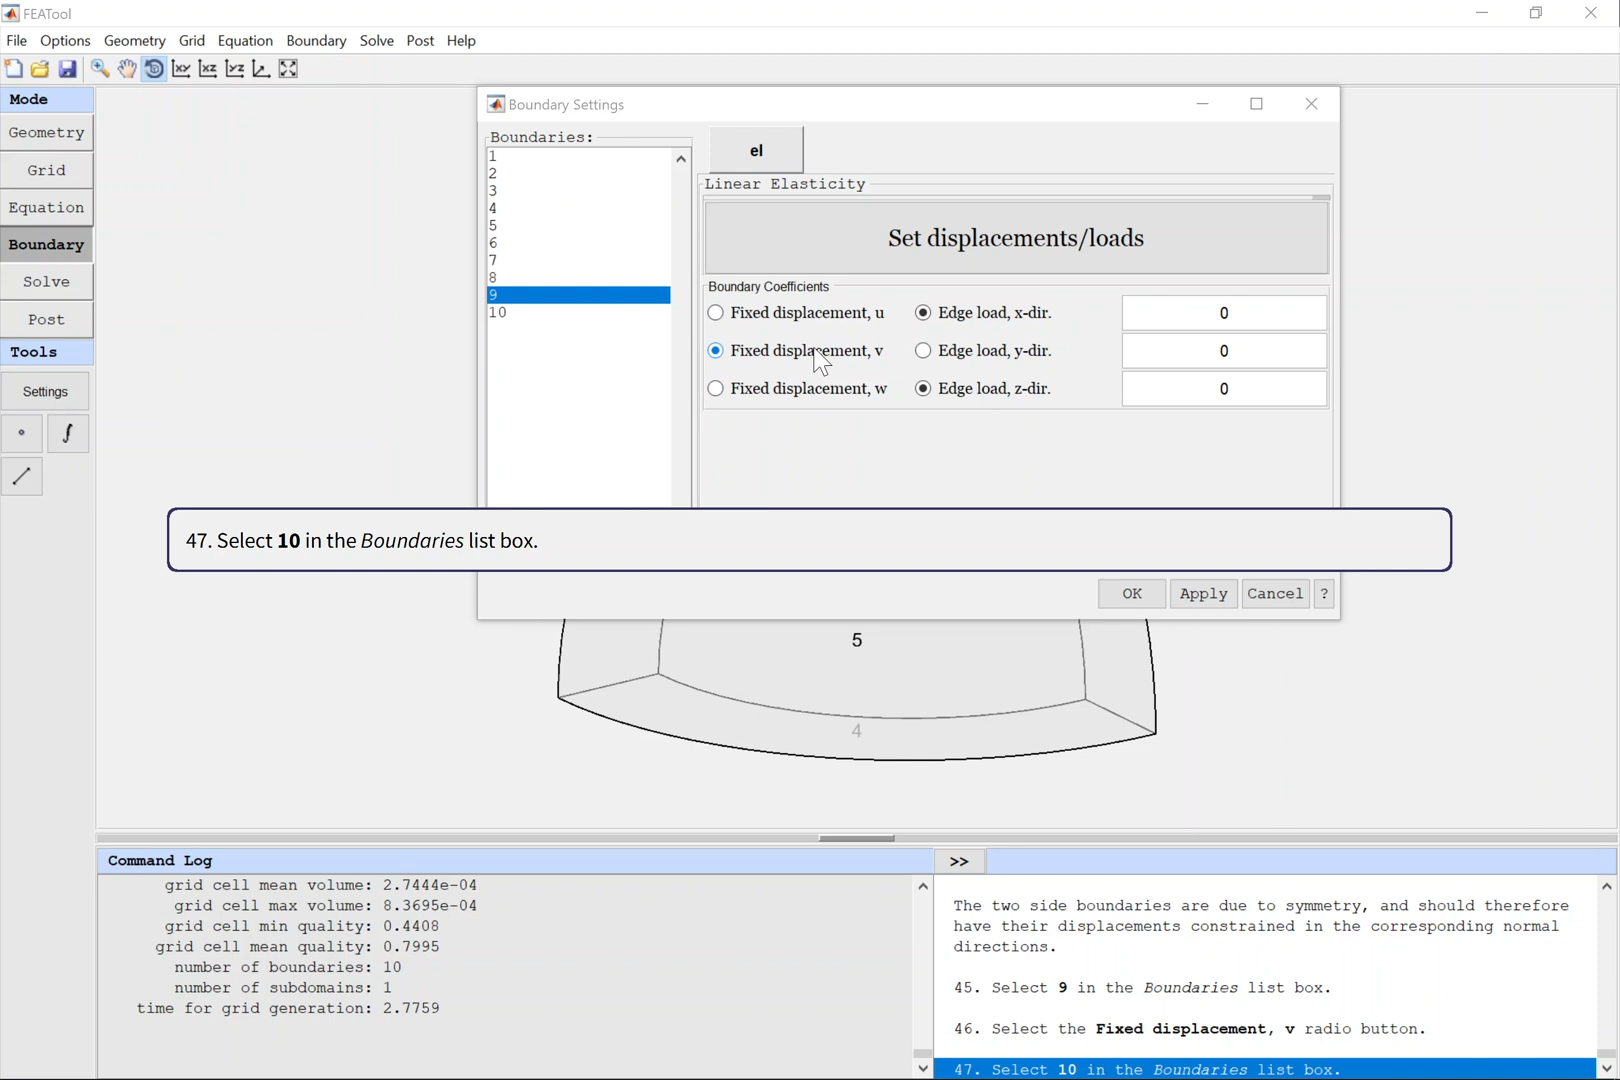 FEATool
File Options Geometry Grid Equation Boundary Solve Post Help
Mode
Geometry
Grid
Equation
Boundary
Solve
Post
Tools
Settings
Boundary Settings
Boundaries:
1
2
3
4
5
6
7
8
9
10
el
Linear Elasticity
Set displacements/loads
Boundary Coefficients
Fixed displacement, u Edge load, x-dir. 0
Fixed displacement, v Edge load, y-dir. 0
Fixed displacement, w Edge load, z-dir. 0
47. Select 10 in the Boundaries list box.
OK Apply Cancel ?
5
4
Command Log
grid cell mean volume: 2.7444e-04
grid cell max volume: 8.3695e-04
grid cell min quality: 0.4408
grid cell mean quality: 0.7995
number of boundaries: 10
number of subdomains: 1
time for grid generation: 2.7759
>>
The two side boundaries are due to symmetry, and should therefore
have their displacements constrained in the corresponding normal
directions.
45. Select 9 in the Boundaries list box.
46. Select the Fixed displacement, v radio button.
47. Select 10 in the Boundaries list box.